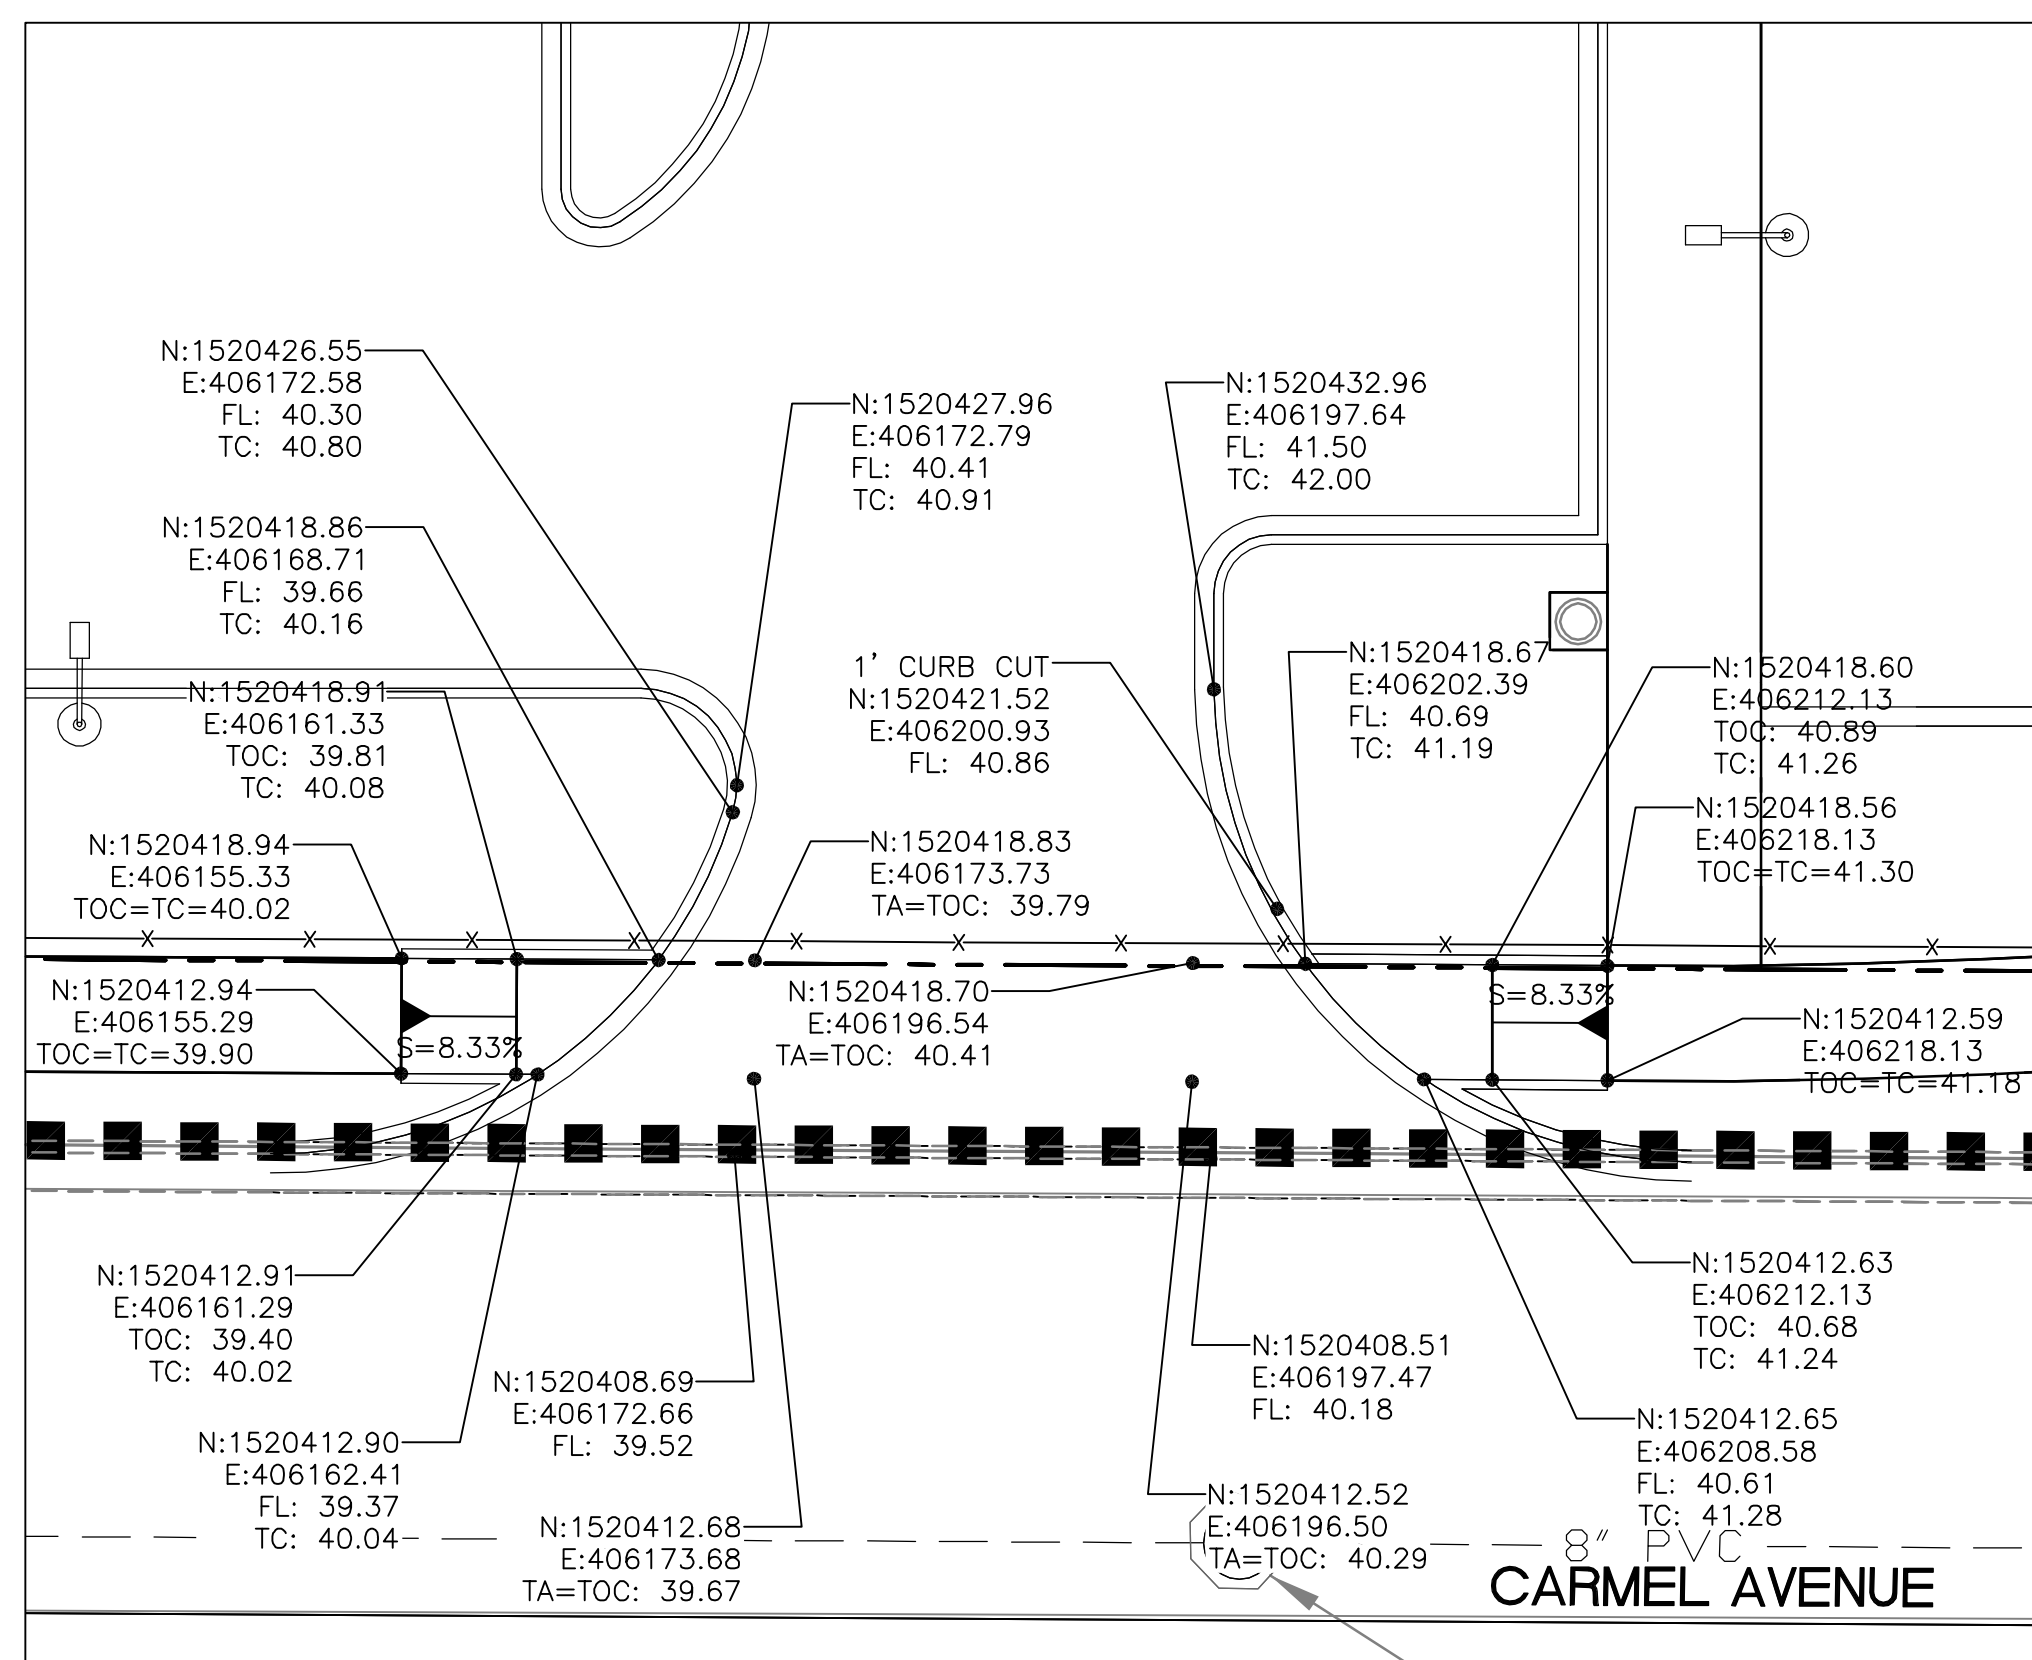 N:1520426.55
E:406172.58
FL: 40.30
TC: 40.80
N:1520427.96
E:406172.79
FL: 40.41
TC: 40.91
N:1520432.96
E:406197.64
FL: 41.50
TC: 42.00
N:1520418.86
E:406168.71
FL: 39.66
TC: 40.16
1' CURB CUT
N:1520421.52
E:406200.93
FL: 40.86
N:1520418.67
E:406202.39
FL: 40.69
TC: 41.19
N:1520418.60
E:406212.13
TOC: 40.89
TC: 41.26
N:1520418.91
E:406161.33
TOC: 39.81
TC: 40.08
N:1520418.56
E:406218.13
TOC=TC=41.30
N:1520418.94
E:406155.33
TOC=TC=40.02
N:1520418.83
E:406173.73
TA=TOC: 39.79
X X X X X X X X X X X X
N:1520412.94
E:406155.29
TOC=TC=39.90
S=8.33%
N:1520418.70
E:406196.54
TA=TOC: 40.41
S=8.33%
N:1520412.59
E:406218.13
TOC=TC=41.18
N:1520412.91
E:406161.29
TOC: 39.40
TC: 40.02
N:1520412.63
E:406212.13
TOC: 40.68
TC: 41.24
N:1520408.69
E:406172.66
FL: 39.52
N:1520408.51
E:406197.47
FL: 40.18
N:1520412.90
E:406162.41
FL: 39.37
TC: 40.04
N:1520412.65
E:406208.58
FL: 40.61
TC: 41.28
N:1520412.68
E:406173.68
TA=TOC: 39.67
N:1520412.52
E:406196.50
TA=TOC: 40.29
8" PVC
CARMEL AVENUE